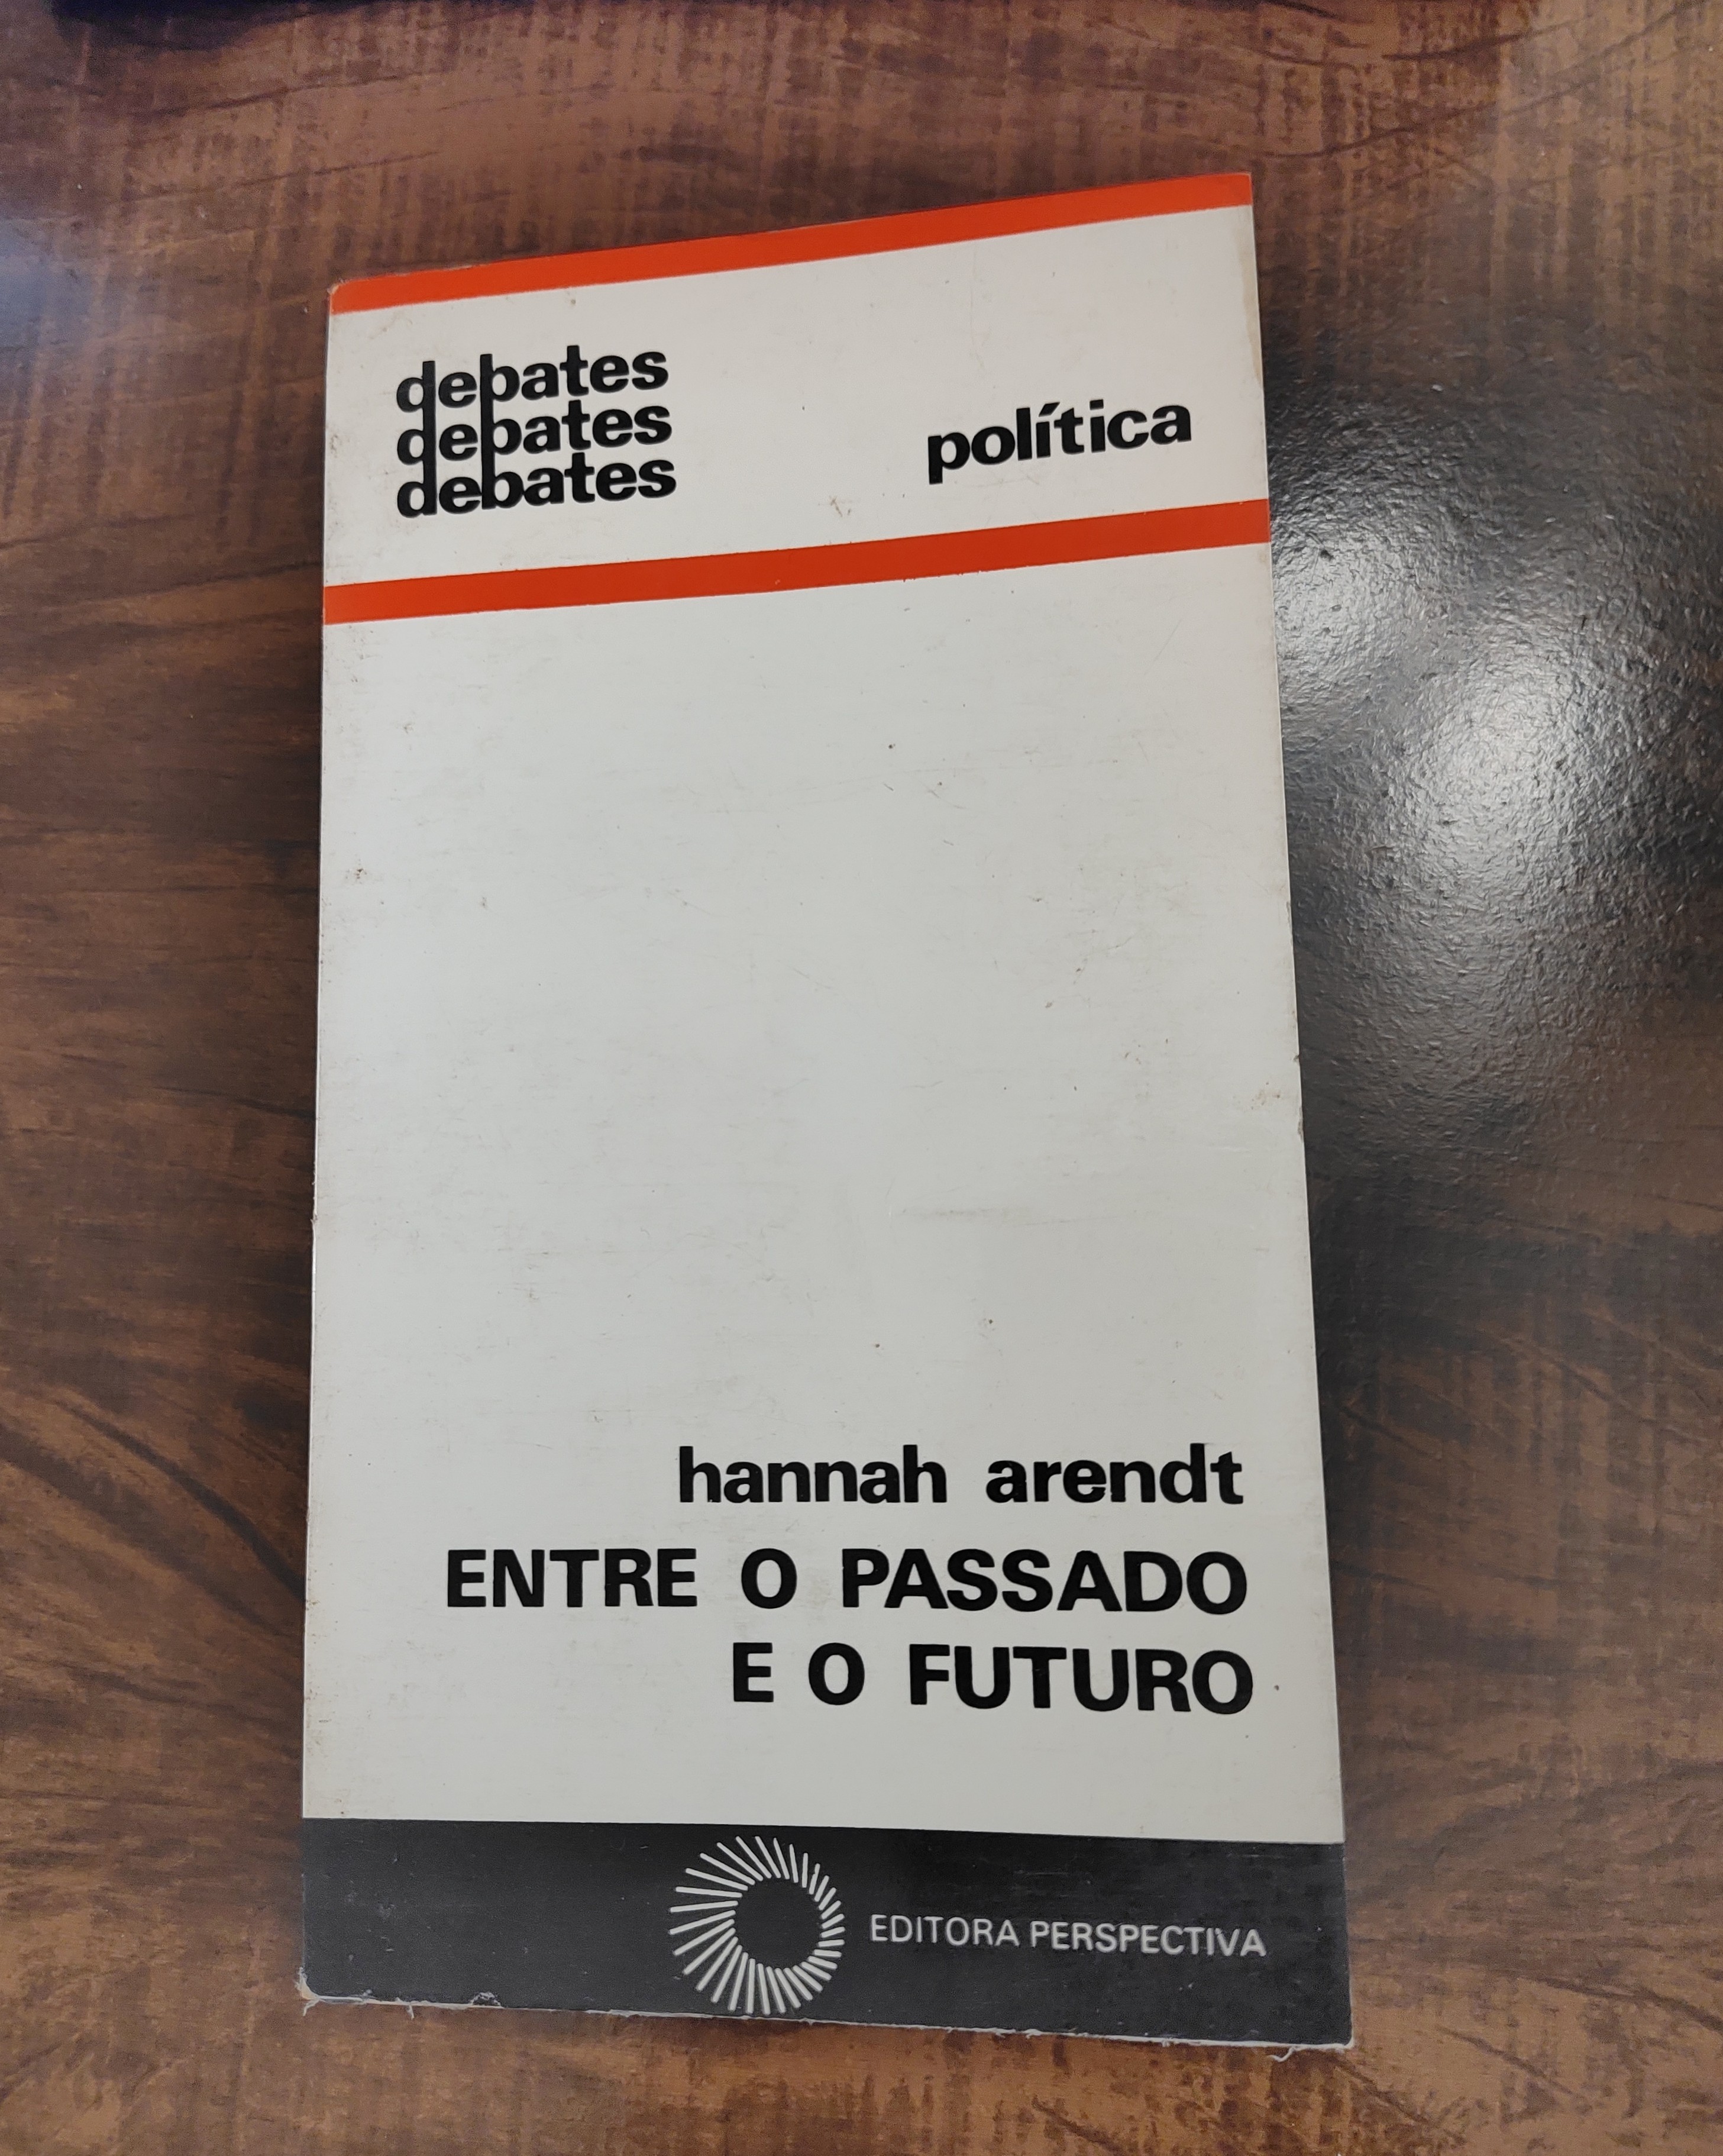 debates
debates
debates
política
hannah arendt
ENTRE O PASSADO
E O FUTURO
EDITORA PERSPECTIVA